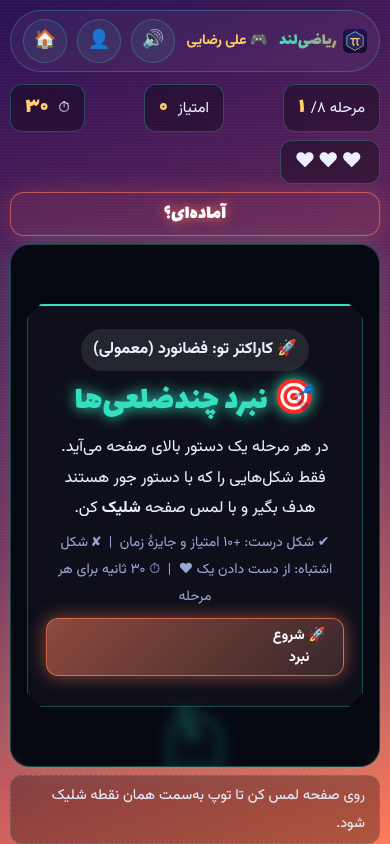 ریاضی‌لند 🎮 علی رضایی 🔊 👤 🏠
مرحله ۸/ ۱ امتیاز ۰ ⏱ ۳۰
♥♥♥
آماده‌ای؟
🚀 کاراکتر تو: فضانورد (معمولی)
🎯 نبرد چندضلعی‌ها
در هر مرحله یک دستور بالای صفحه می‌آید.
فقط شکل‌هایی را که با دستور جور هستند
هدف بگیر و با لمس صفحه شلیک کن.
✔ شکل درست: +۱۰ امتیاز و جایزهٔ زمان | ✘ شکل
اشتباه: از دست دادن یک ♥ | ⏱ ۳۰ ثانیه برای هر
مرحله
🚀 شروع
نبرد
روی صفحه لمس کن تا توپ به‌سمت همان نقطه شلیک
شود.